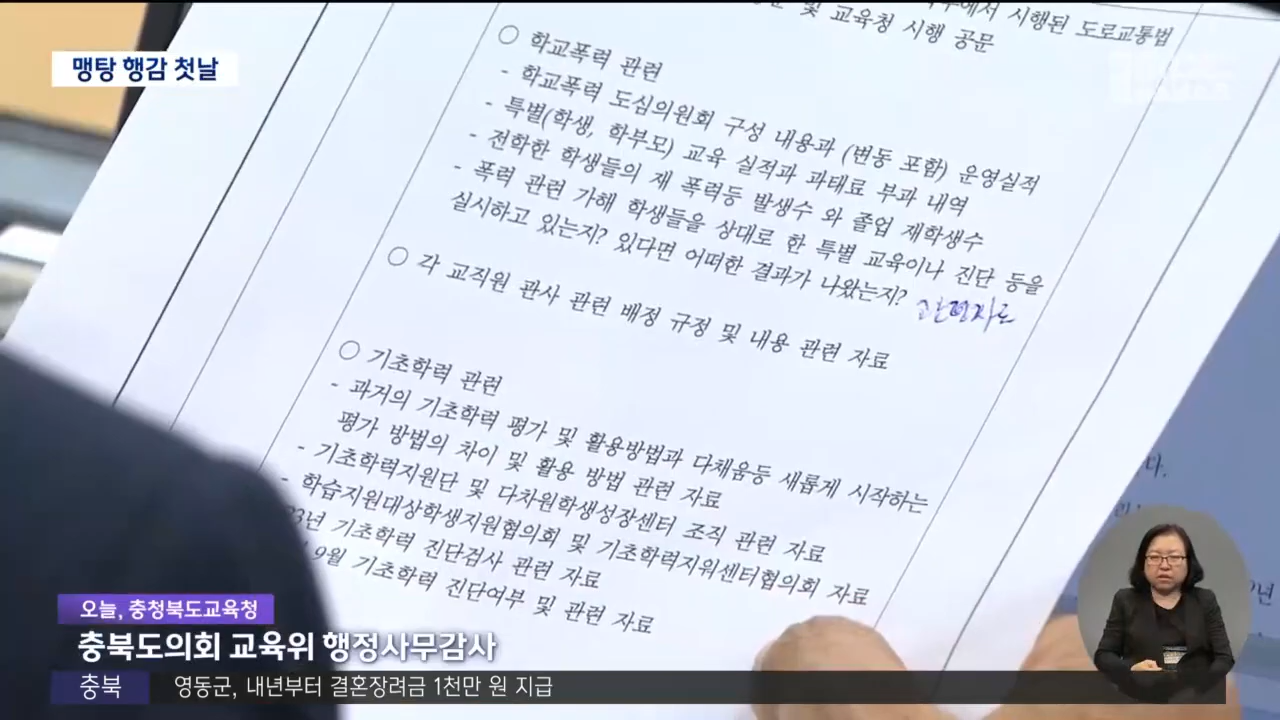 맹탕 행감 첫날
시행된 도로교통법
및 교육청 시행 공문
○ 학교폭력 관련
- 학교폭력 도심의원회 구성 내용과 (변동 포함) 운영실적
- 특별(학생, 학부모) 교육 실적과 과태료 부과 내역
- 전학한 학생들의 재 폭력등 발생수 와 졸업 재학생수
- 폭력 관련 가해 학생들을 상대로 한 특별 교육이나 진단 등을
실시하고 있는지? 있다면 어떠한 결과가 나왔는지? 관련자료
○ 각 교직원 관사 관련 배정 규정 및 내용 관련 자료
○ 기초학력 관련
- 과거의 기초학력 평가 및 활용방법과 다채움등 새롭게 시작하는
평가 방법의 차이 및 활용 방법 관련 자료
- 기초학력지원단 및 다차원학생성장센터 조직 관련 자료
- 학습지원대상학생지원협의회 및 기초학력지원센터협의회 자료
23년 기초학력 진단검사 관련 자료
9월 기초학력 진단여부 및 관련 자료
오늘, 충청북도교육청
충북도의회 교육위 행정사무감사
충북 영동군, 내년부터 결혼장려금 1천만 원 지급